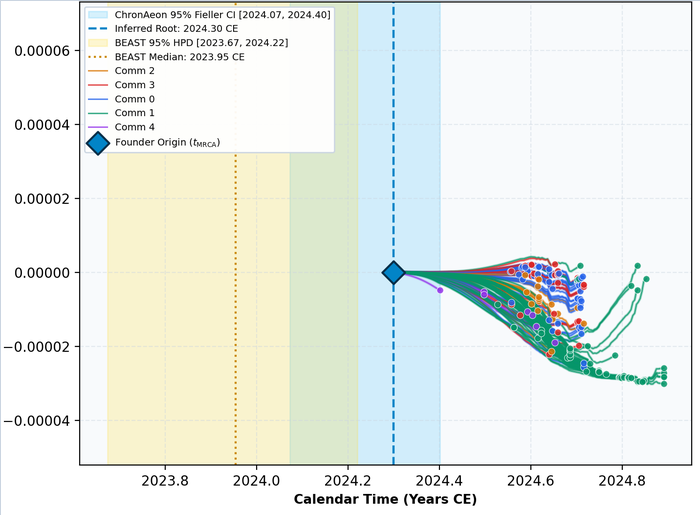 ChronAeon 95% Fieller CI [2024.07, 2024.40]
Inferred Root: 2024.30 CE
BEAST 95% HPD [2023.67, 2024.22]
BEAST Median: 2023.95 CE
Comm 2
Comm 3
Comm 0
Comm 1
Comm 4
Founder Origin (tMRCA)
0.00006
0.00004
0.00002
0.00000
−0.00002
−0.00004
2023.8 2024.0 2024.2 2024.4 2024.6 2024.8
Calendar Time (Years CE)